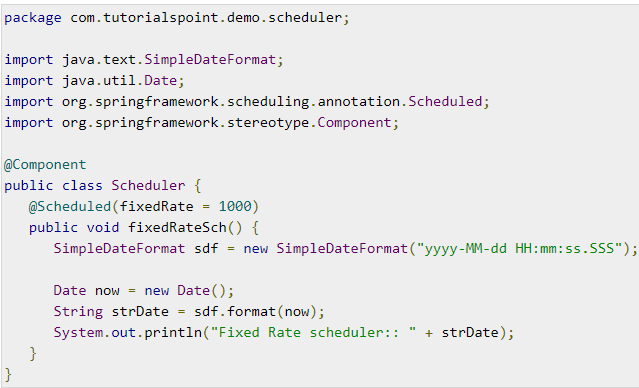 package com.tutorialspoint.demo.scheduler;
import java.text.SimpleDateFormat;
import java.util.Date;
import org.springframework.scheduling.annotation.Scheduled;
import org.springframework.stereotype.Component;
@Component
public class Scheduler {
@Scheduled(fixedRate = 1000)
public void fixedRateSch() {
SimpleDateFormat sdf = new SimpleDateFormat("yyyy-MM-dd HH:mm:ss.SSS");
Date now = new Date();
String strDate = sdf.format(now);
System.out.println("Fixed Rate scheduler:: " + strDate);
}
}